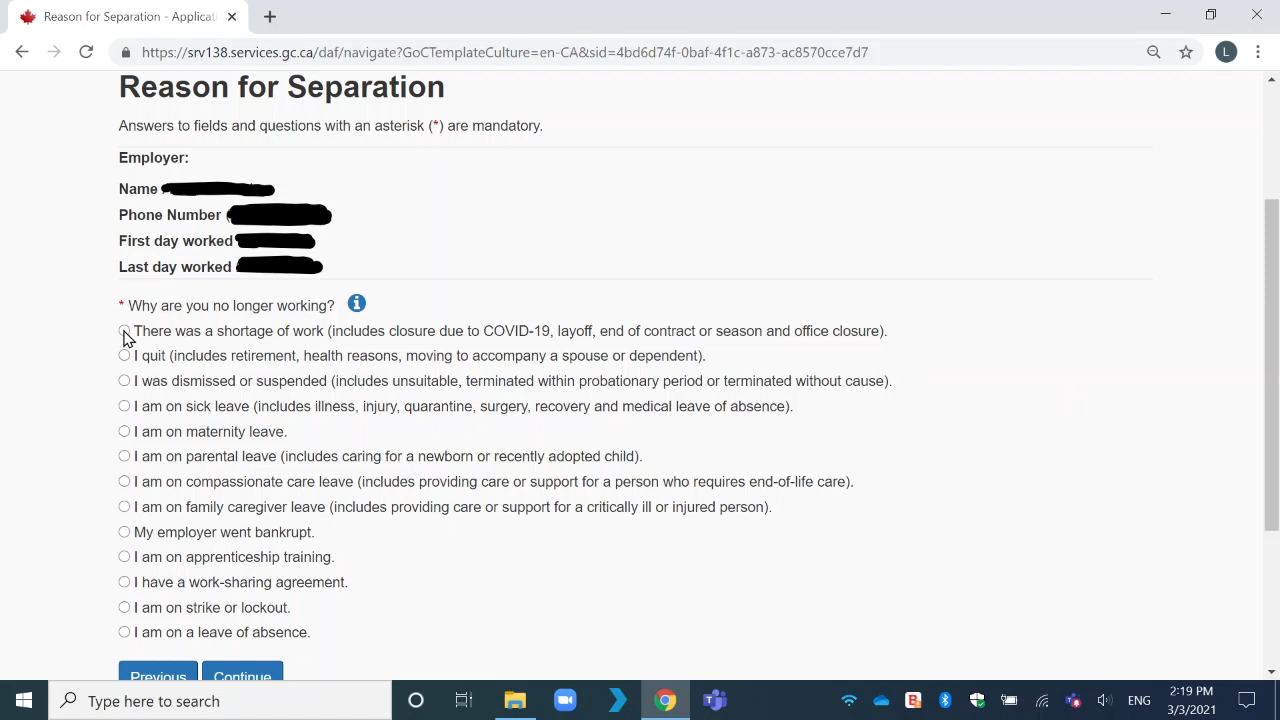 Reason for Separation - Applicati
https://srv138.services.gc.ca/daf/navigate?GoCTemplateCulture=en-CA&sid=4bd6d74f-0baf-4f1c-a873-ac8570cce7d7
L
Reason for Separation
Answers to fields and questions with an asterisk (*) are mandatory.
Employer:
Name
Phone Number (
First day worked
Last day worked
* Why are you no longer working?
There was a shortage of work (includes closure due to COVID-19, layoff, end of contract or season and office closure).
I quit (includes retirement, health reasons, moving to accompany a spouse or dependent).
I was dismissed or suspended (includes unsuitable, terminated within probationary period or terminated without cause).
I am on sick leave (includes illness, injury, quarantine, surgery, recovery and medical leave of absence).
I am on maternity leave.
I am on parental leave (includes caring for a newborn or recently adopted child).
I am on compassionate care leave (includes providing care or support for a person who requires end-of-life care).
I am on family caregiver leave (includes providing care or support for a critically ill or injured person).
My employer went bankrupt.
I am on apprenticeship training.
I have a work-sharing agreement.
I am on strike or lockout.
I am on a leave of absence.
Previous Continue
Type here to search
ENG
2:19 PM
3/3/2021